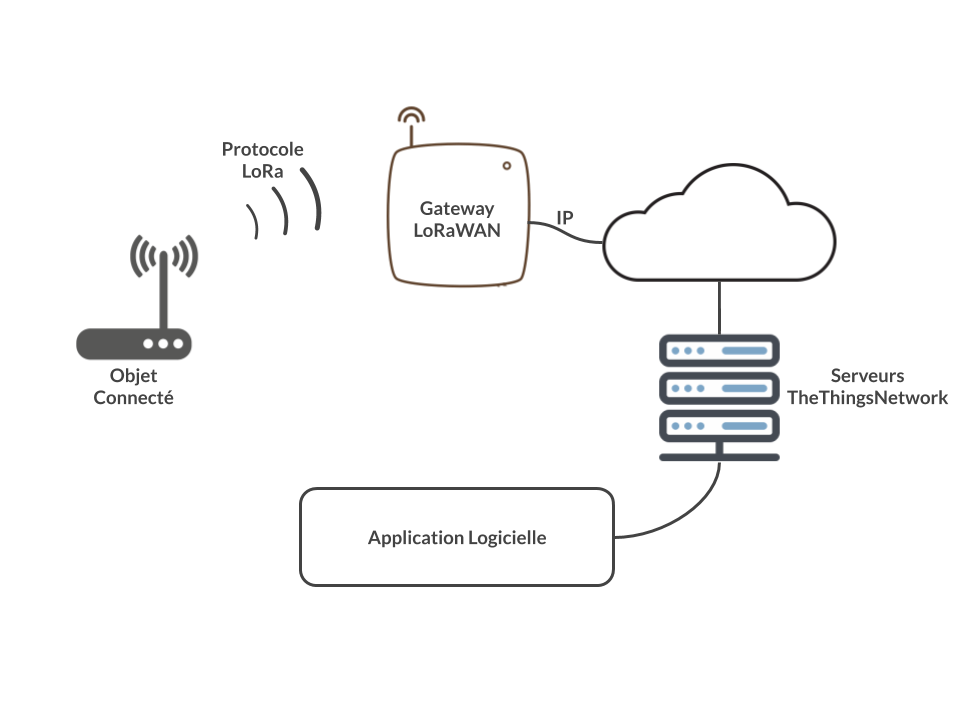 Protocole
LoRa
Gateway
LoRaWAN
IP
Objet
Connecté
Serveurs
TheThingsNetwork
Application Logicielle